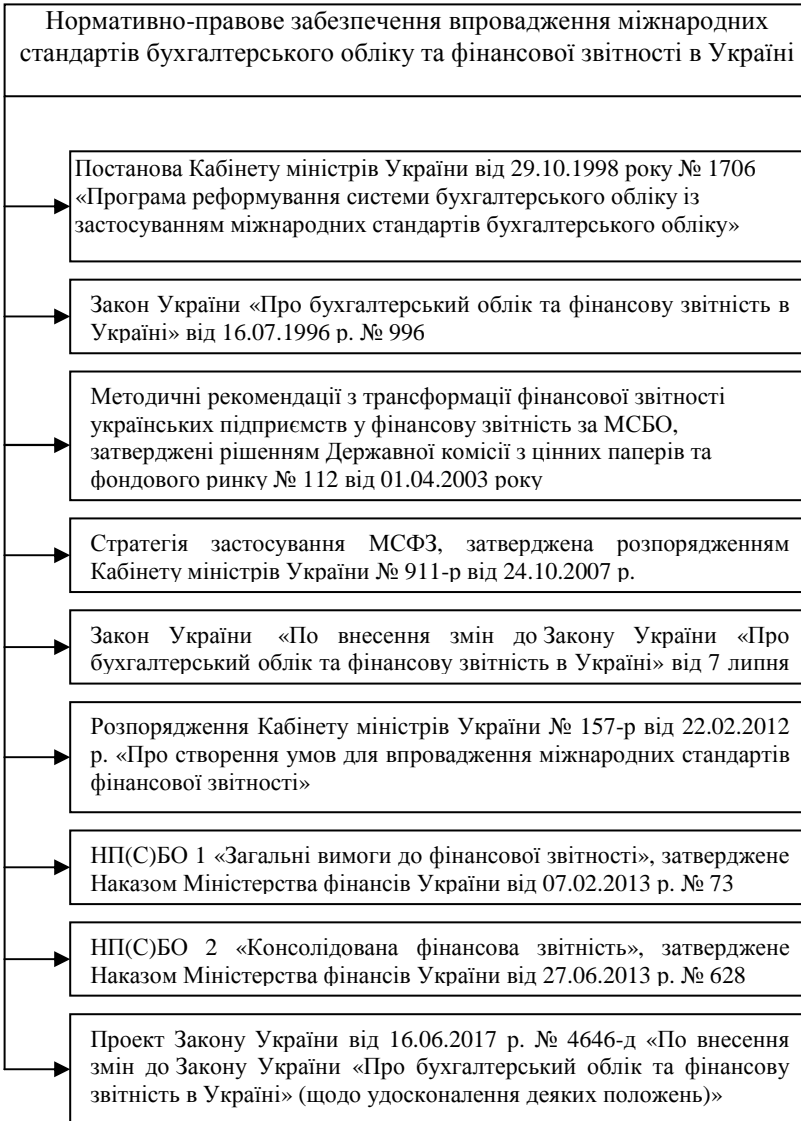 Нормативно-правове забезпечення впровадження міжнародних
стандартів бухгалтерського обліку та фінансової звітності в Україні
Постанова Кабінету міністрів України від 29.10.1998 року № 1706
«Програма реформування системи бухгалтерського обліку із
застосуванням міжнародних стандартів бухгалтерського обліку»
Закон України «Про бухгалтерський облік та фінансову звітність в
Україні» від 16.07.1996 р. № 996
Методичні рекомендації з трансформації фінансової звітності
українських підприємств у фінансову звітність за МСБО,
затверджені рішенням Державної комісії з цінних паперів та
фондового ринку № 112 від 01.04.2003 року
Стратегія застосування МСФЗ, затверджена розпорядженням
Кабінету міністрів України № 911-р від 24.10.2007 р.
Закон України «По внесення змін до Закону України «Про
бухгалтерський облік та фінансову звітність в Україні» від 7 липня
Розпорядження Кабінету міністрів України № 157-р від 22.02.2012
р. «Про створення умов для впровадження міжнародних стандартів
фінансової звітності»
НП(С)БО 1 «Загальні вимоги до фінансової звітності», затверджене
Наказом Міністерства фінансів України від 07.02.2013 р. № 73
НП(С)БО 2 «Консолідована фінансова звітність», затверджене
Наказом Міністерства фінансів України від 27.06.2013 р. № 628
Проект Закону України від 16.06.2017 р. № 4646-д «По внесення
змін до Закону України «Про бухгалтерський облік та фінансову
звітність в Україні» (щодо удосконалення деяких положень)»